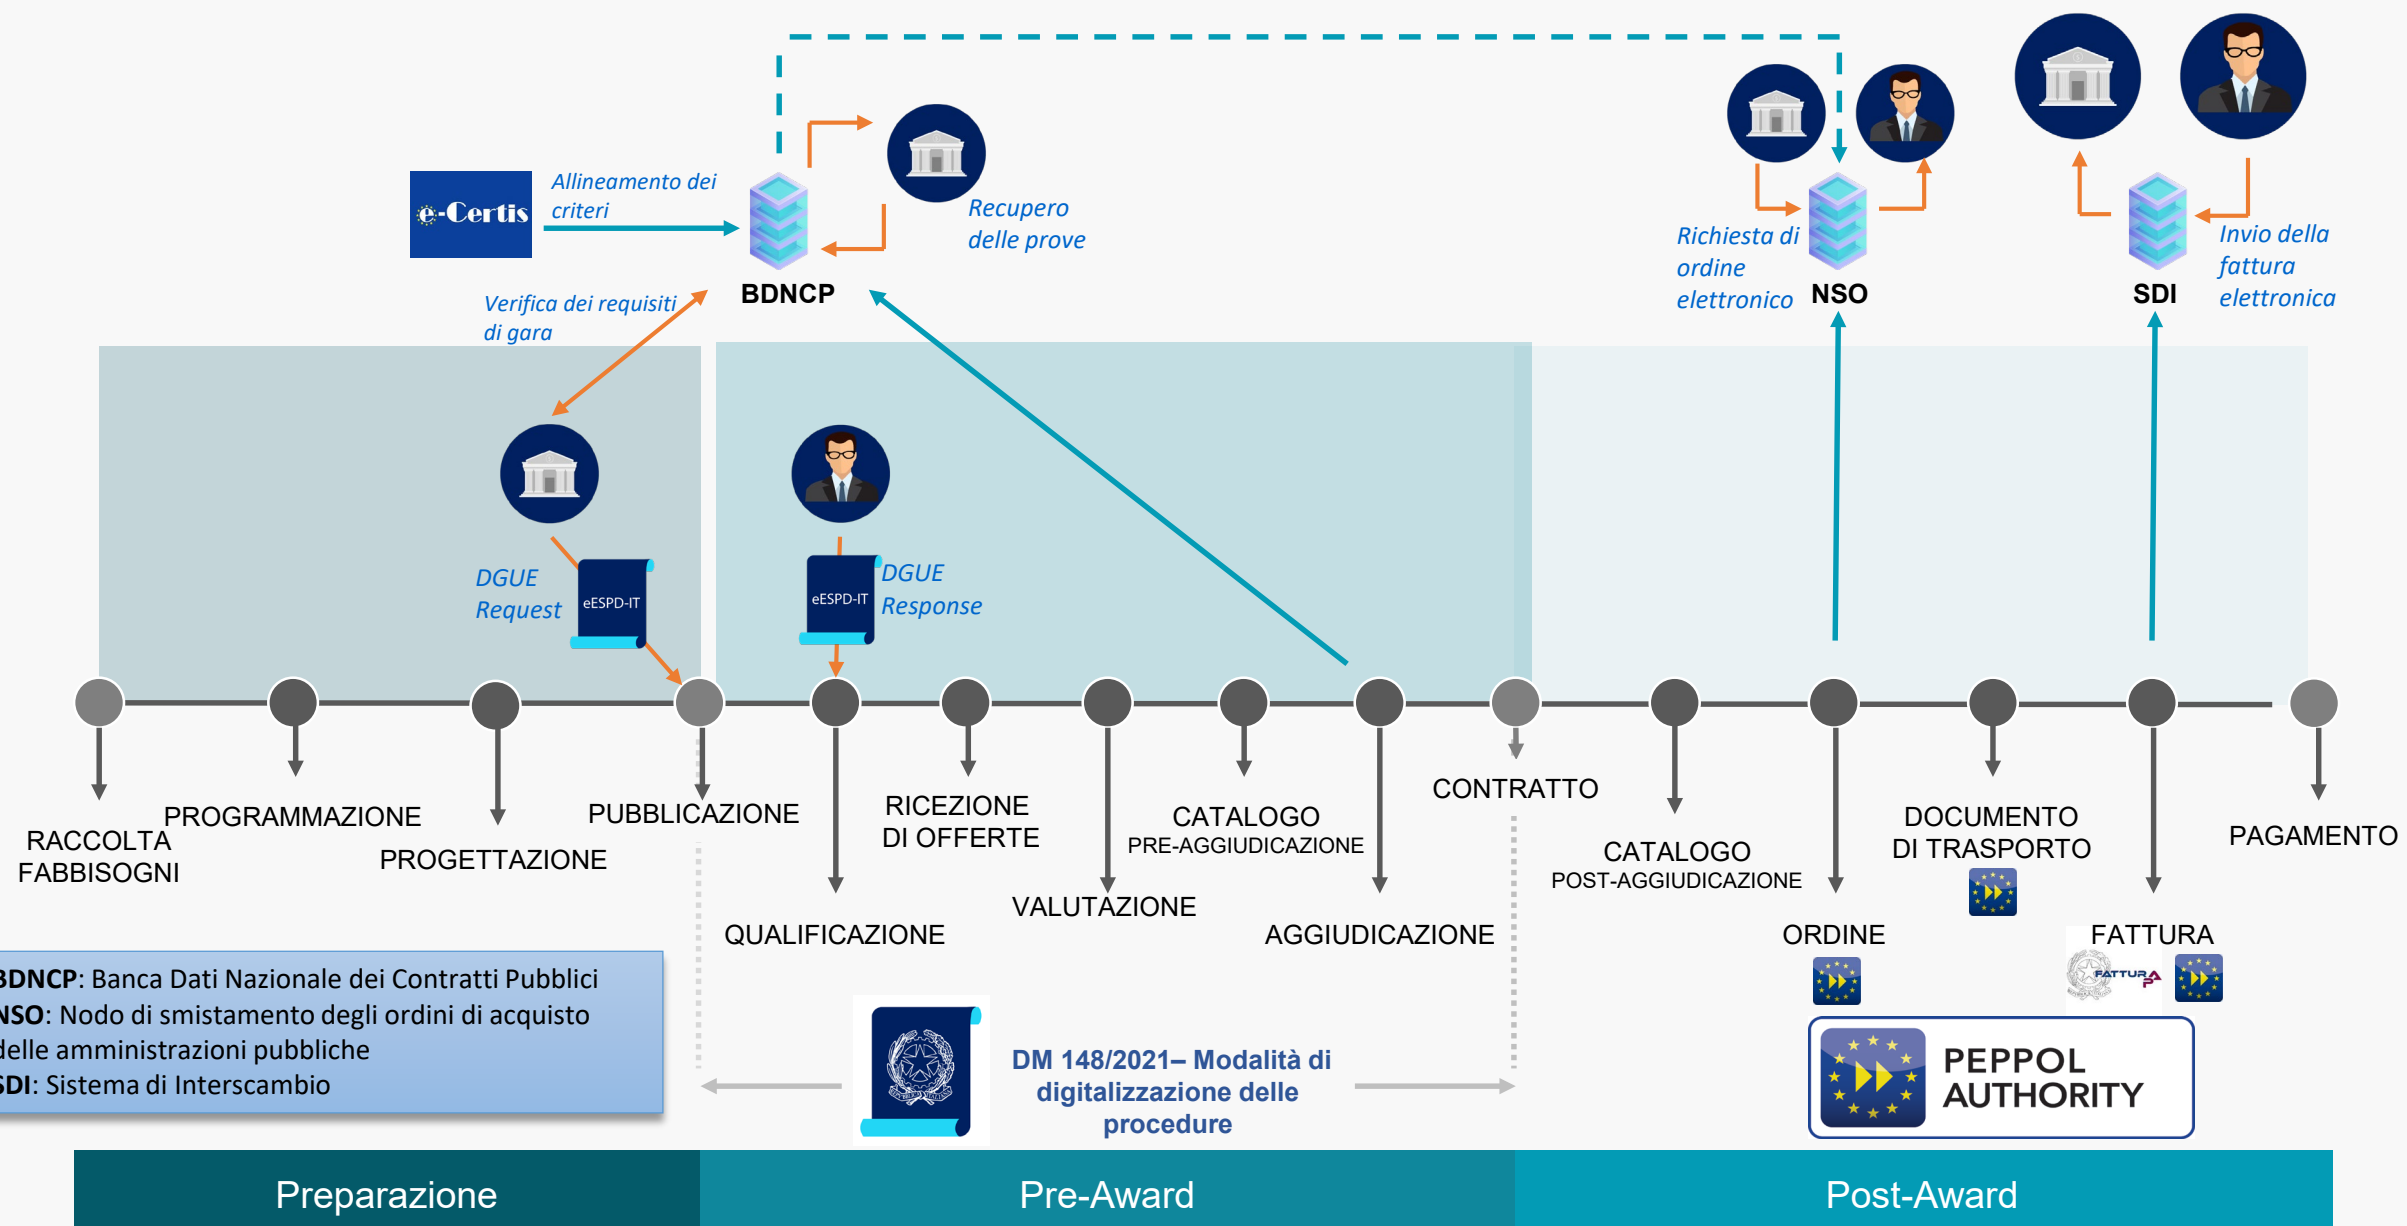 e-Certis
Allineamento dei
criteri
Recupero
delle prove
BDNCP
Verifica dei requisiti
di gara
Richiesta di
ordine
elettronico
NSO
SDI
Invio della
fattura
elettronica
DGUE
Request
eESPD-IT
eESPD-IT
DGUE
Response
RACCOLTA
FABBISOGNI
PROGRAMMAZIONE
PROGETTAZIONE
PUBBLICAZIONE
QUALIFICAZIONE
RICEZIONE
DI OFFERTE
VALUTAZIONE
CATALOGO
PRE-AGGIUDICAZIONE
AGGIUDICAZIONE
CONTRATTO
CATALOGO
POST-AGGIUDICAZIONE
ORDINE
DOCUMENTO
DI TRASPORTO
FATTURA
FATTURA
PA
PAGAMENTO
BDNCP: Banca Dati Nazionale dei Contratti Pubblici
NSO: Nodo di smistamento degli ordini di acquisto
delle amministrazioni pubbliche
SDI: Sistema di Interscambio
DM 148/2021– Modalità di
digitalizzazione delle
procedure
PEPPOL
AUTHORITY
Preparazione
Pre-Award
Post-Award